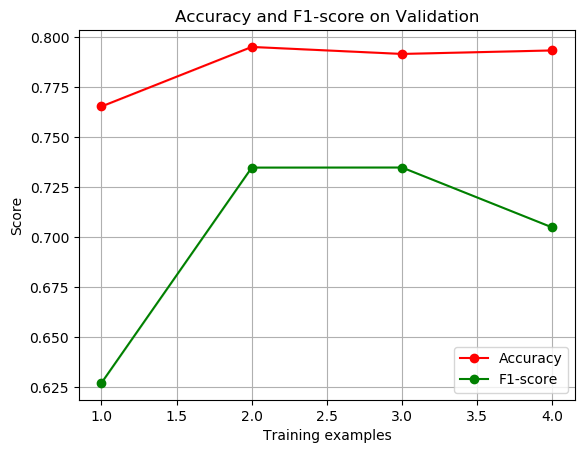 Accuracy and F1-score on Validation
0.800
0.775
0.750
0.725
0.700
0.675
0.650
0.625
Score
1.0 1.5 2.0 2.5 3.0 3.5 4.0
Training examples
Accuracy
F1-score